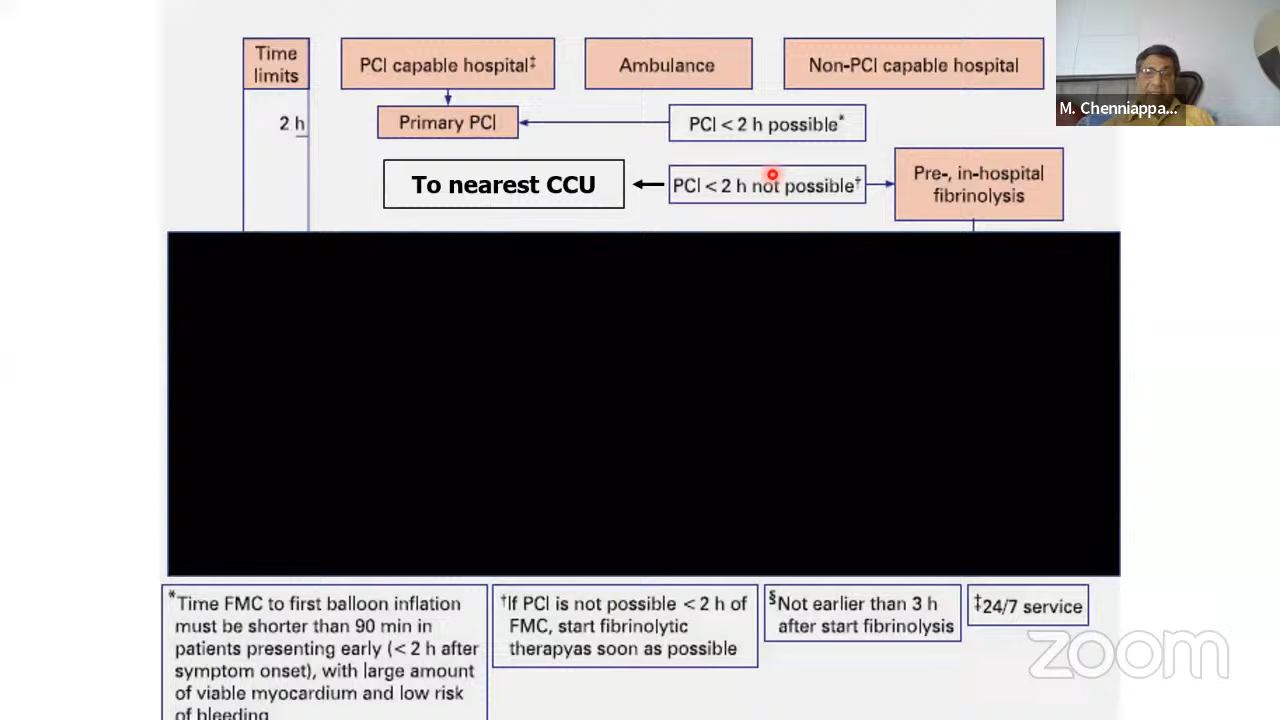 Time
limits
PCI capable hospital‡
Ambulance
Non-PCI capable hospital
M. Chenniappa...
2 h
Primary PCI
PCI < 2 h possible*
To nearest CCU
PCI < 2 h not possible†
Pre-, in-hospital
fibrinolysis
*Time FMC to first balloon inflation
must be shorter than 90 min in
patients presenting early (< 2 h after
symptom onset), with large amount
of viable myocardium and low risk
of bleeding
†If PCI is not possible < 2 h of
FMC, start fibrinolytic
therapyas soon as possible
§Not earlier than 3 h
after start fibrinolysis
‡24/7 service
zoom